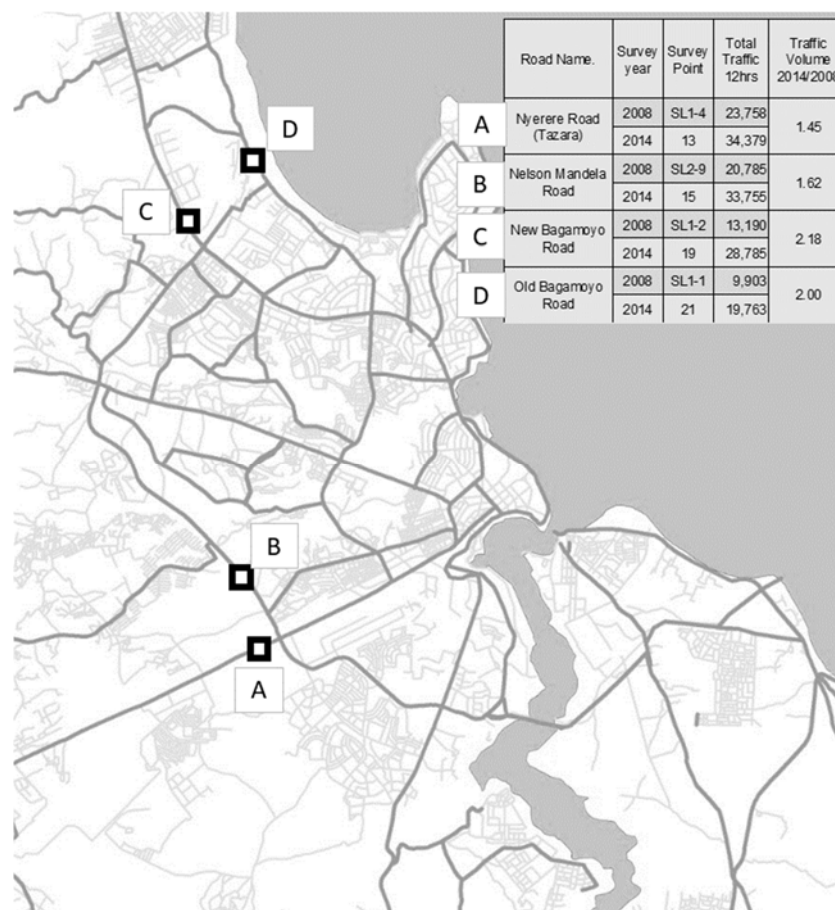 Road Name. Survey year Survey Point Total Traffic 12hrs Traffic Volume 2014/2008
A Nyerere Road (Tazara) 2008 SL1-4 23,758 1.45
2014 13 34,379
B Nelson Mandela Road 2008 SL2-9 20,785 1.62
2014 15 33,755
C New Bagamoyo Road 2008 SL1-2 13,190 2.18
2014 19 28,785
D Old Bagamoyo Road 2008 SL1-1 9,903 2.00
2014 21 19,763
D
C
B
A